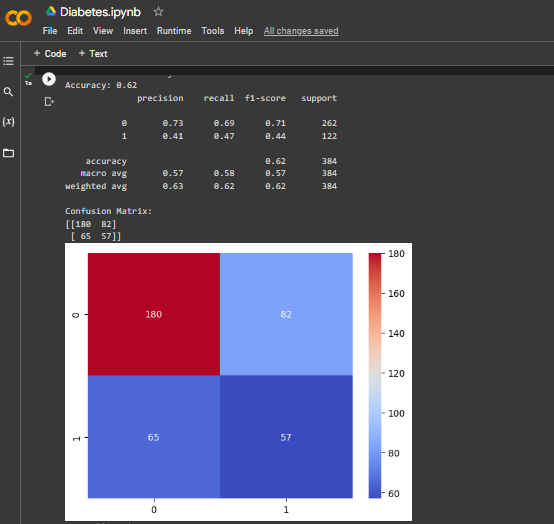 Diabetes.ipynb
File Edit View Insert Runtime Tools Help All changes saved
+ Code + Text
Accuracy: 0.62
precision recall f1-score support
0 0.73 0.69 0.71 262
1 0.41 0.47 0.44 122
accuracy 0.62 384
macro avg 0.57 0.58 0.57 384
weighted avg 0.63 0.62 0.62 384
Confusion Matrix:
[[180 82]
[ 65 57]]
180
0 180 82
160
140
120
100
1 65 57
80
60
0 1
{x}